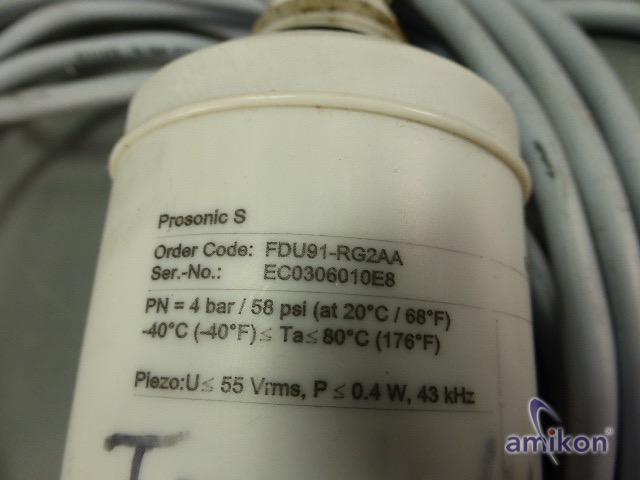 Prosonic S
Order Code: FDU91-RG2AA
Ser.-No.: EC0306010E8
PN = 4 bar / 58 psi (at 20°C / 68°F)
-40°C (-40°F) ≤ Ta ≤ 80°C (176°F)
Piezo:U≤ 55 Vrms, P ≤ 0.4 W, 43 kHz
amikon®